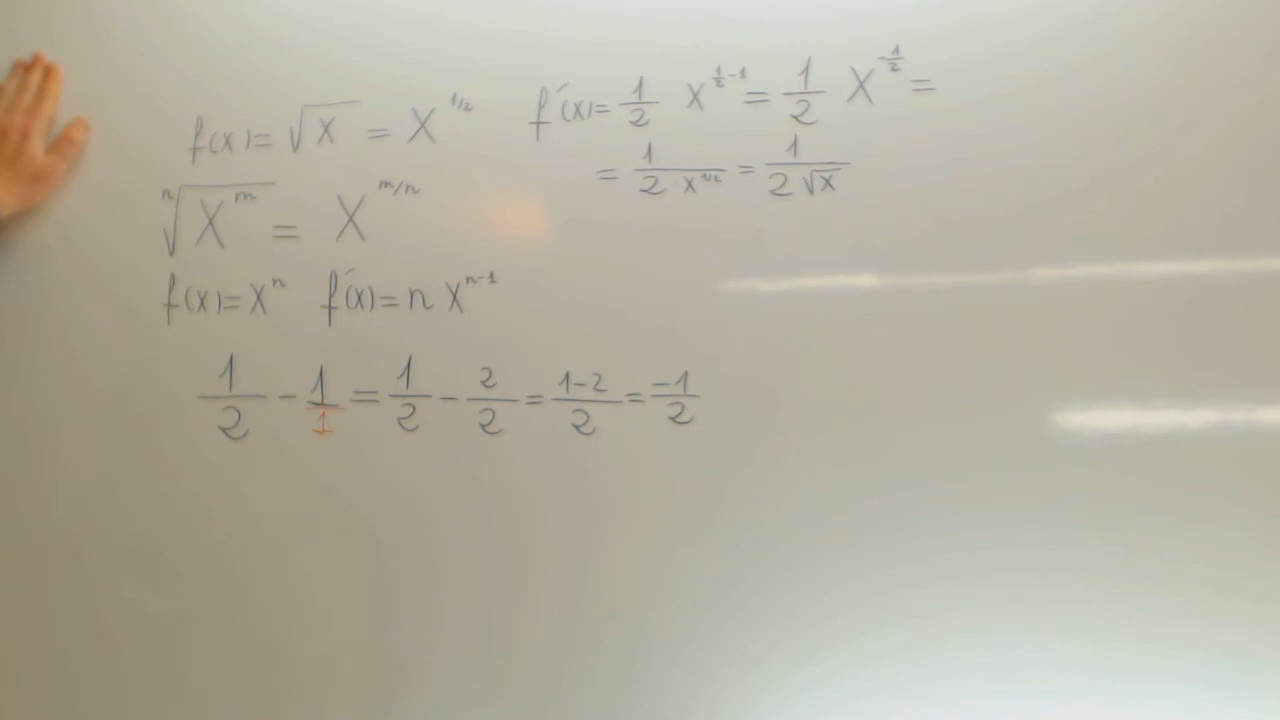 f(x)=√x = x^1/2
f´(x)= 1/2 x^(1/2-1) = 1/2 x^(-1/2) =
= 1/(2·x^1/2) = 1/(2√x)
ⁿ√(x^m) = x^m/n
f(x)=x^n f´(x)= n x^(n-1)
1/2 - 1/1 = 1/2 - 2/2 = (1-2)/2 = -1/2